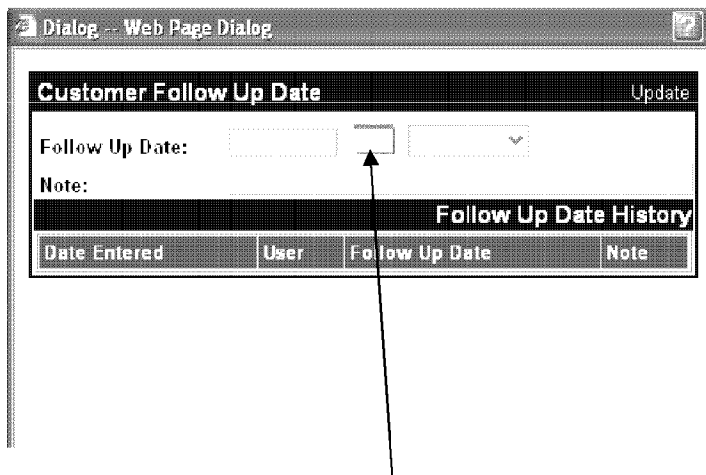 Dialog -- Web Page Dialog
Customer Follow Up Date Update
Follow Up Date:
Note:
Follow Up Date History
Date Entered User Follow Up Date Note